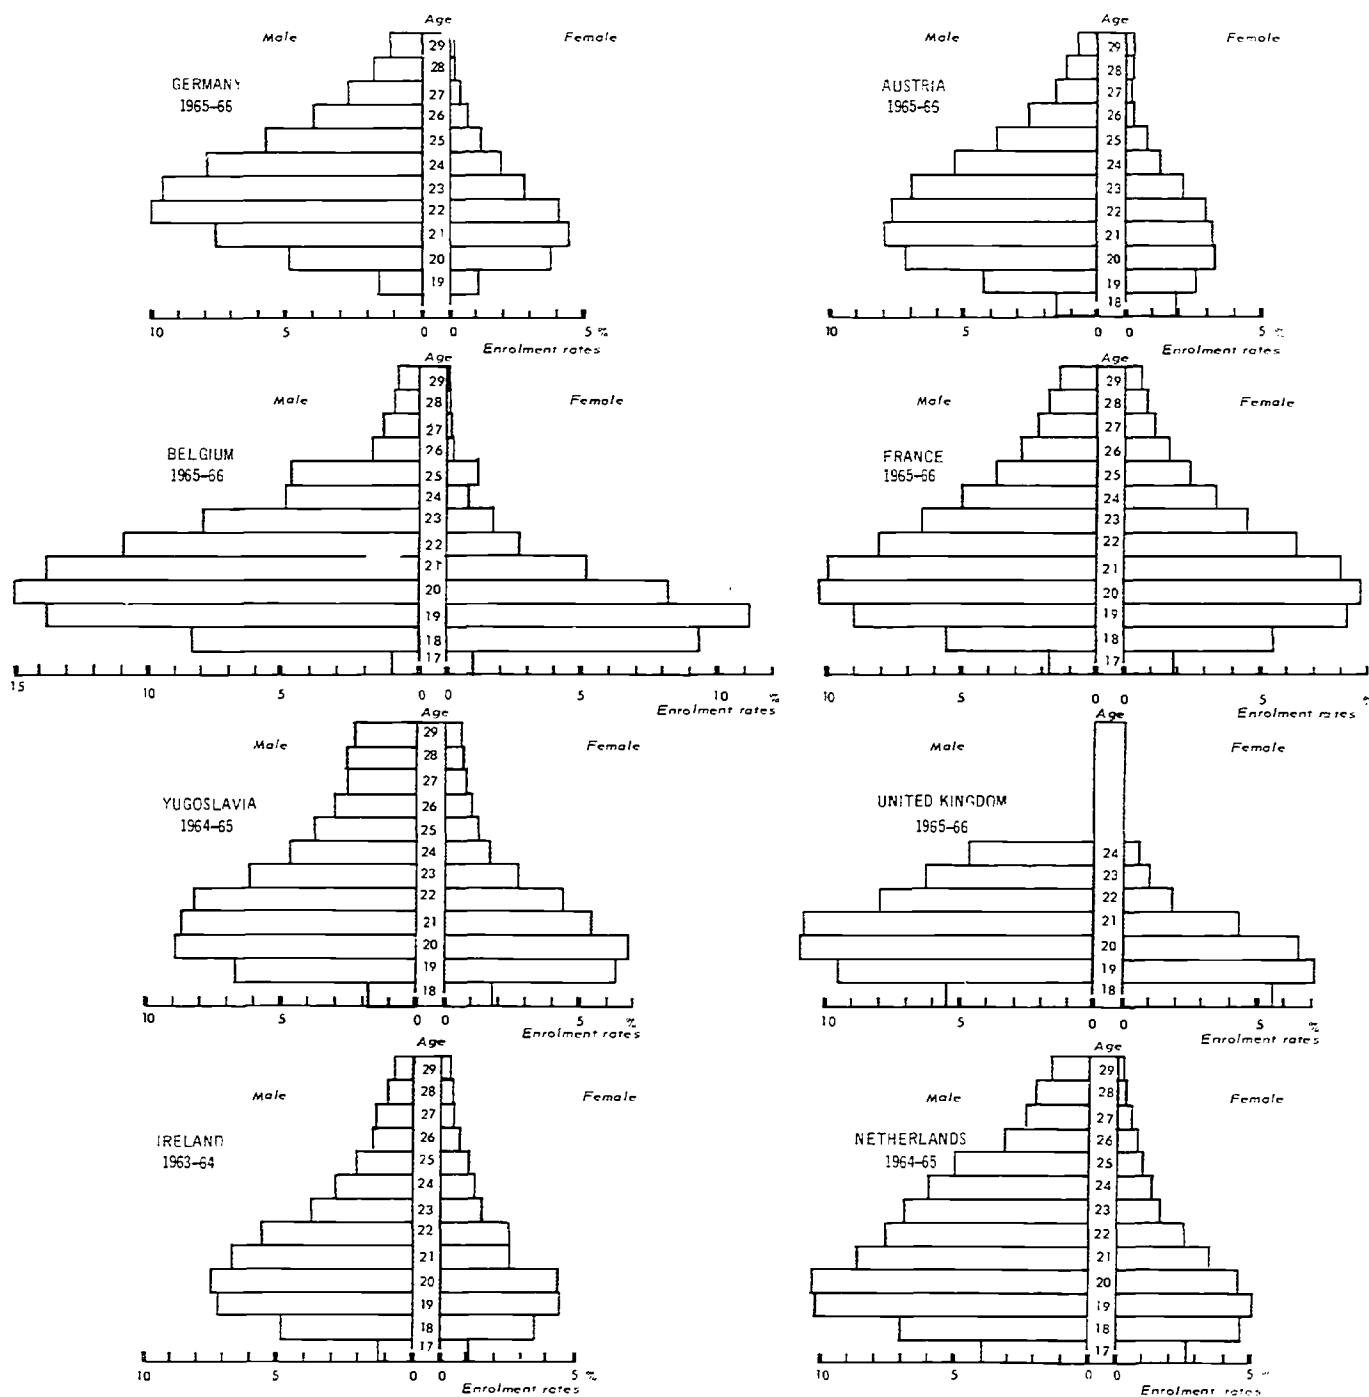 Age
Male
Female
GERMANY
1965-66
29
28
27
26
25
24
23
22
21
20
19
10 5 0 0 5 %
Enrolment rates
Age
Male
Female
AUSTRIA
1965-66
29
28
27
26
25
24
23
22
21
20
19
18
10 5 0 0 5 %
Enrolment rates
Age
Male
Female
BELGIUM
1965-66
29
28
27
26
25
24
23
22
21
20
19
18
17
15 10 5 0 0 5 10 %
Enrolment rates
Age
Male
Female
FRANCE
1965-66
29
28
27
26
25
24
23
22
21
20
19
18
17
10 5 0 0 5 %
Enrolment rates
Age
Male
Female
YUGOSLAVIA
1964-65
29
28
27
26
25
24
23
22
21
20
19
18
10 5 0 0 5 %
Enrolment rates
Age
Male
Female
UNITED KINGDOM
1965-66
24
23
22
21
20
19
18
10 5 0 0 5 %
Enrolment rates
Age
Male
Female
IRELAND
1963-64
29
28
27
26
25
24
23
22
21
20
19
18
17
10 5 0 0 5 %
Enrolment rates
Age
Male
Female
NETHERLANDS
1964-65
29
28
27
26
25
24
23
22
21
20
19
18
17
10 5 0 0 5 %
Enrolment rates